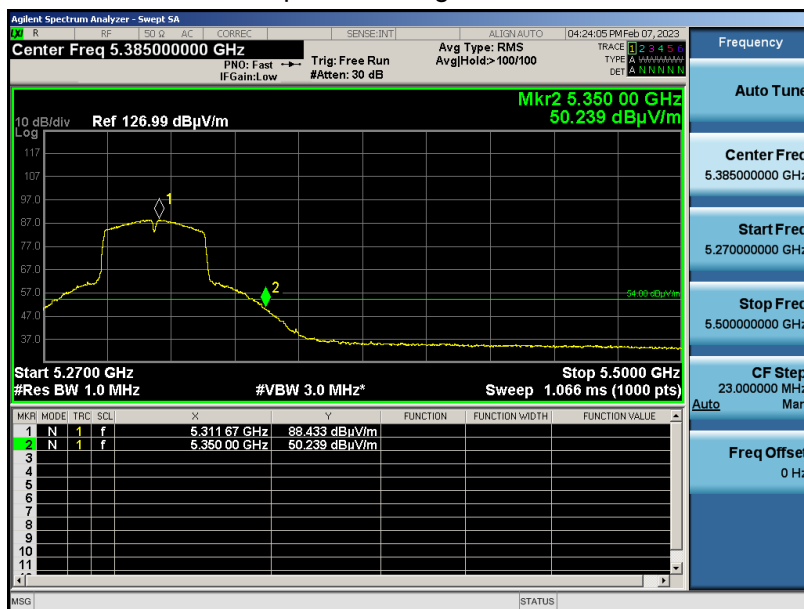 Agilent Spectrum Analyzer - Swept SA
LXI R RF 50 Ω AC CORREC SENSE:INT ALIGN AUTO 04:24:05 PM Feb 07, 2023
Center Freq 5.385000000 GHz
PNO: Fast
IFGain:Low
Trig: Free Run
#Atten: 30 dB
Avg Type: RMS
Avg|Hold:>100/100
TRACE 1 2 3 4 5 6
TYPE A WWWWW
DET A N N N N N
Mkr2 5.350 00 GHz
50.239 dBµV/m
10 dB/div Ref 126.99 dBµV/m
Log
117
107
97.0
87.0
77.0
67.0
57.0
47.0
37.0
1
2
54.00 dBµV/m
Start 5.2700 GHz Stop 5.5000 GHz
#Res BW 1.0 MHz #VBW 3.0 MHz* Sweep 1.066 ms (1000 pts)
MKR MODE TRC SCL X Y FUNCTION FUNCTION WIDTH FUNCTION VALUE
1 N 1 f 5.311 67 GHz 88.433 dBµV/m
2 N 1 f 5.350 00 GHz 50.239 dBµV/m
3
4
5
6
7
8
9
10
11
MSG STATUS
Frequency
Auto Tune
Center Freq
5.385000000 GHz
Start Freq
5.270000000 GHz
Stop Freq
5.500000000 GHz
CF Step
23.000000 MHz
Auto Man
Freq Offset
0 Hz